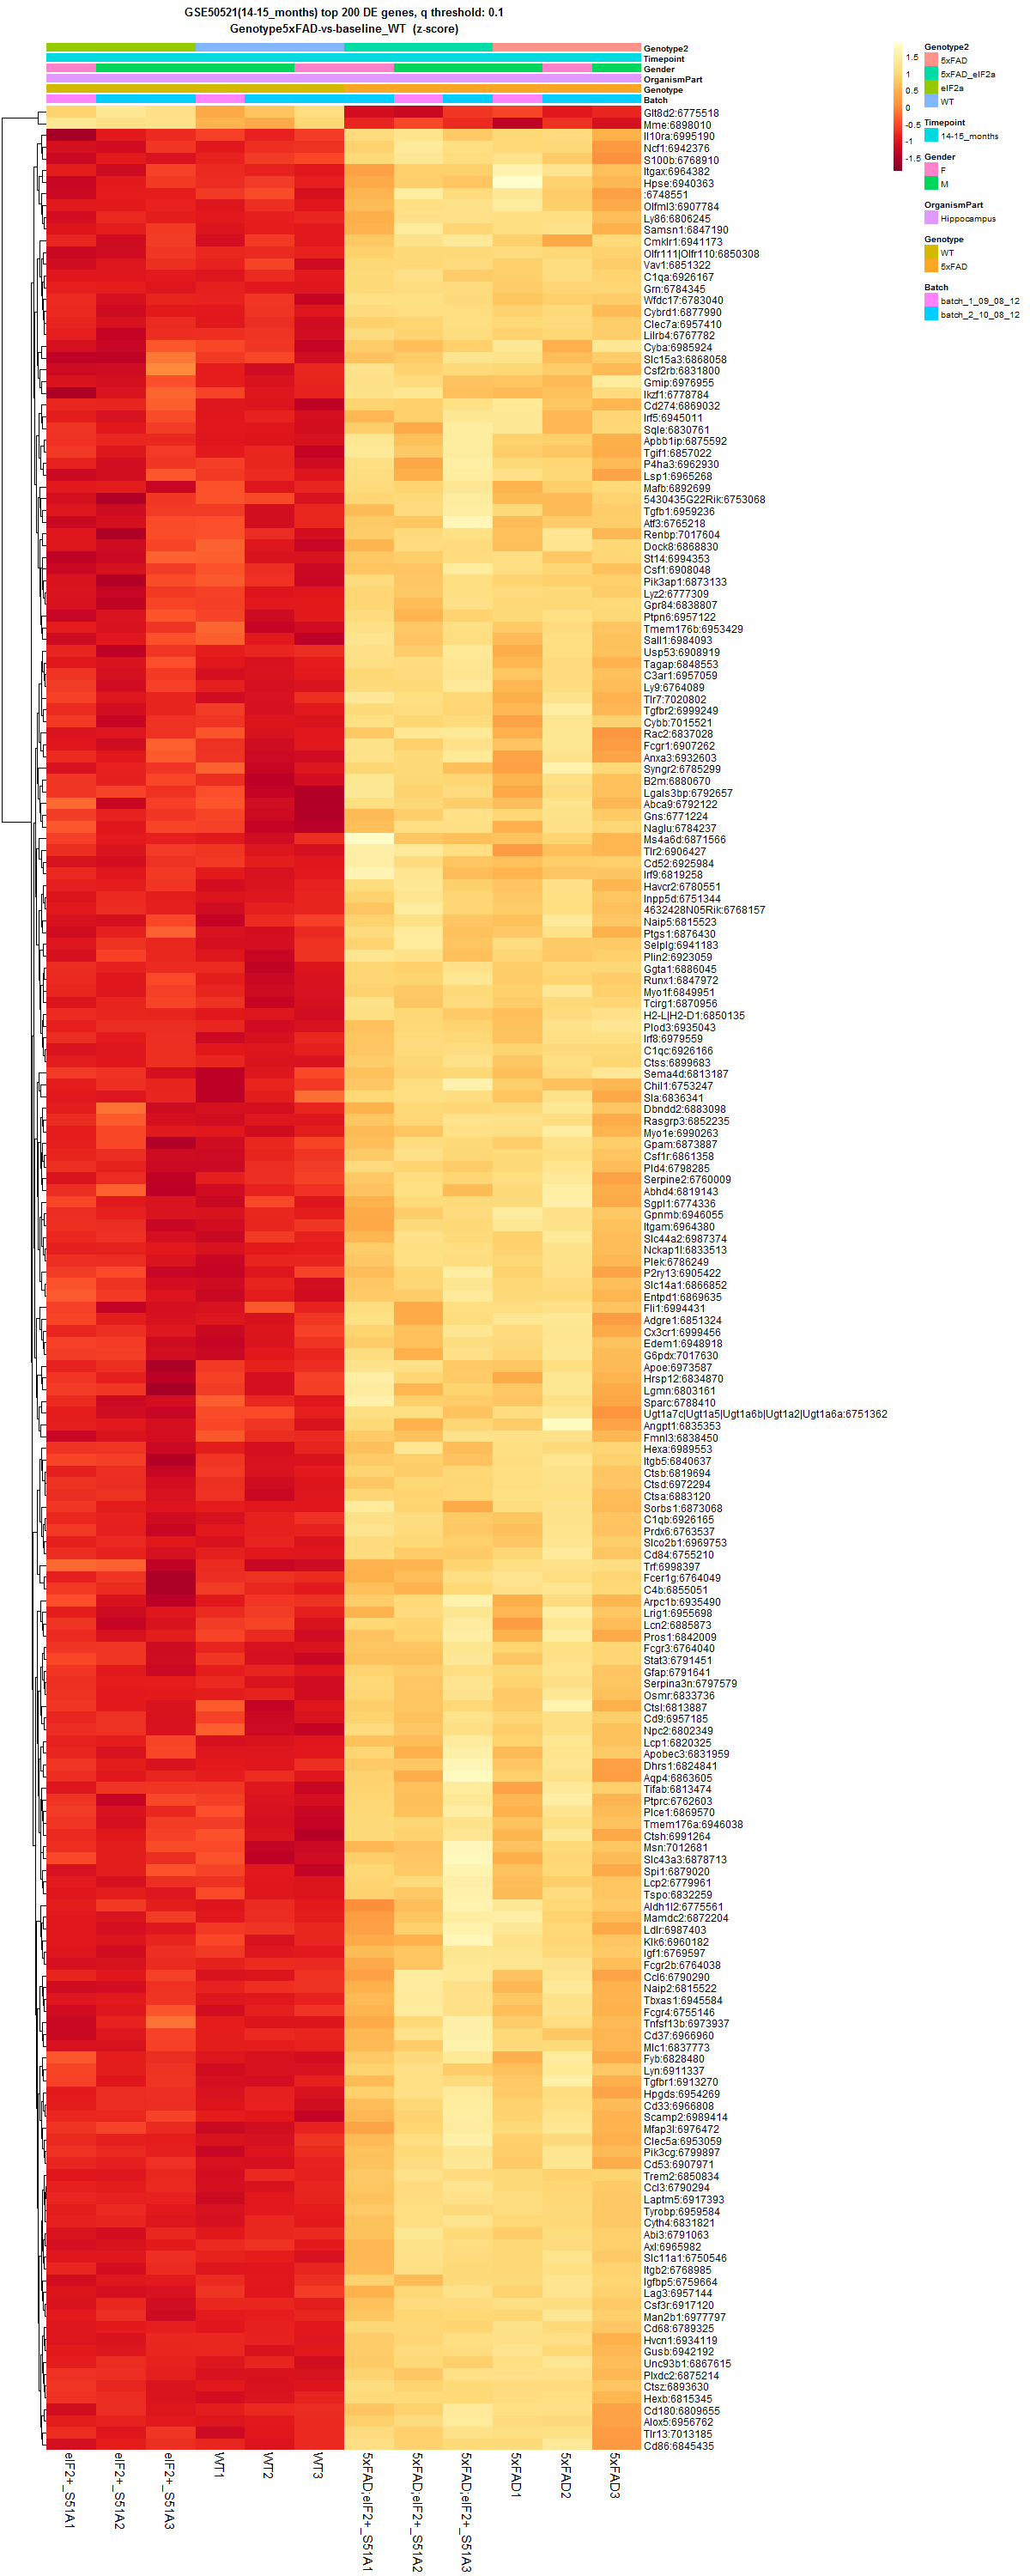 GSE50521(14-15_months) top 200 DE genes, q threshold: 0.1
Genotype5xFAD-vs-baseline_WT (z-score)
Genotype2
Timepoint
Gender
OrganismPart
Genotype
Batch
1.5
1
0.5
0
-0.5
-1
-1.5
Genotype2
5xFAD
5xFAD_eIF2a
eIF2a
WT
Timepoint
14-15_months
Gender
F
M
OrganismPart
Hippocampus
Genotype
WT
5xFAD
Batch
batch_1_09_08_12
batch_2_10_08_12
Glt8d2:6775518
Mme:6898010
Il10ra:6995190
Ncf1:6942376
S100b:6768910
Itgax:6964382
Hpse:6940363
:6748551
Olfml3:6907784
Ly86:6806245
Samsn1:6847190
Cmklr1:6941173
Olfr111|Olfr110:6850308
Vav1:6851322
C1qa:6926167
Grn:6784345
Wfdc17:6783040
Cybrd1:6877990
Clec7a:6957410
Lilrb4:6767782
Cyba:6985924
Slc15a3:6868058
Csf2rb:6831800
Gmip:6976955
Ikzf1:6778784
Cd274:6869032
Irf5:6945011
Sqle:6830761
Apbb1ip:6875592
Tgif1:6857022
P4ha3:6962930
Lsp1:6965268
Mafb:6892699
5430435G22Rik:6753068
Tgfb1:6959236
Atf3:6765218
Renbp:7017604
Dock8:6868830
St14:6994353
Csf1:6908048
Pik3ap1:6873133
Lyz2:6777309
Gpr84:6838807
Ptpn6:6957122
Tmem176b:6953429
Sall1:6984093
Usp53:6908919
Tagap:6848553
C3ar1:6957059
Ly9:6764089
Tlr7:7020802
Tgfbr2:6999249
Cybb:7015521
Rac2:6837028
Fcgr1:6907262
Anxa3:6932603
Syngr2:6785299
B2m:6880670
Lgals3bp:6792657
Abca9:6792122
Gns:6771224
Naglu:6784237
Ms4a6d:6871566
Tlr2:6906427
Cd52:6925984
Irf9:6819258
Havcr2:6780551
Inpp5d:6751344
4632428N05Rik:6768157
Naip5:6815523
Ptgs1:6876430
Selplg:6941183
Plin2:6923059
Ggta1:6886045
Runx1:6847972
Myo1f:6849951
Tcirg1:6870956
H2-L|H2-D1:6850135
Plod3:6935043
Irf8:6979559
C1qc:6926166
Ctss:6899683
Sema4d:6813187
Chil1:6753247
Sla:6836341
Dbndd2:6883098
Rasgrp3:6852235
Myo1e:6990263
Gpam:6873887
Csf1r:6861358
Pld4:6798285
Serpine2:6760009
Abhd4:6819143
Sgpl1:6774336
Gpnmb:6946055
Itgam:6964380
Slc44a2:6987374
Nckap1l:6833513
Plek:6786249
P2ry13:6905422
Slc14a1:6866852
Entpd1:6869635
Fli1:6994431
Adgre1:6851324
Cx3cr1:6999456
Edem1:6948918
G6pdx:7017630
Apoe:6973587
Hrsp12:6834870
Lgmn:6803161
Sparc:6788410
Ugt1a7c|Ugt1a5|Ugt1a6b|Ugt1a2|Ugt1a6a:6751362
Angpt1:6835353
Fmnl3:6838450
Hexa:6989553
Itgb5:6840637
Ctsb:6819694
Ctsd:6972294
Ctsa:6883120
Sorbs1:6873068
C1qb:6926165
Prdx6:6763537
Slco2b1:6969753
Cd84:6755210
Trf:6998397
Fcer1g:6764049
C4b:6855051
Arpc1b:6935490
Lrig1:6955698
Lcn2:6885873
Pros1:6842009
Fcgr3:6764040
Stat3:6791451
Gfap:6791641
Serpina3n:6797579
Osmr:6833736
Ctsl:6813887
Cd9:6957185
Npc2:6802349
Lcp1:6820325
Apobec3:6831959
Dhrs1:6824841
Aqp4:6863605
Tifab:6813474
Ptprc:6762603
Plce1:6869570
Tmem176a:6946038
Ctsh:6991264
Msn:7012681
Slc43a3:6878713
Spi1:6879020
Lcp2:6779961
Tspo:6832259
Aldh1l2:6775561
Mamdc2:6872204
Ldlr:6987403
Klk6:6960182
Igf1:6769597
Fcgr2b:6764038
Ccl6:6790290
Naip2:6815522
Tbxas1:6945584
Fcgr4:6755146
Tnfsf13b:6973937
Cd37:6966960
Mlc1:6837773
Fyb:6828480
Lyn:6911337
Tgfbr1:6913270
Hpgds:6954269
Cd33:6966808
Scamp2:6989414
Mfap3l:6976472
Clec5a:6953059
Pik3cg:6799897
Cd53:6907971
Trem2:6850834
Ccl3:6790294
Laptm5:6917393
Tyrobp:6959584
Cyth4:6831821
Abi3:6791063
Axl:6965982
Slc11a1:6750546
Itgb2:6768985
Igfbp5:6759664
Lag3:6957144
Csf3r:6917120
Man2b1:6977797
Cd68:6789325
Hvcn1:6934119
Gusb:6942192
Unc93b1:6867615
Plxdc2:6875214
Ctsz:6893630
Hexb:6815345
Cd180:6809655
Alox5:6956762
Tlr13:7013185
Cd86:6845435
eIF2+_S51A1
eIF2+_S51A2
eIF2+_S51A3
WT1
WT2
WT3
5xFAD;eIF2+_S51A1
5xFAD;eIF2+_S51A2
5xFAD;eIF2+_S51A3
5xFAD1
5xFAD2
5xFAD3